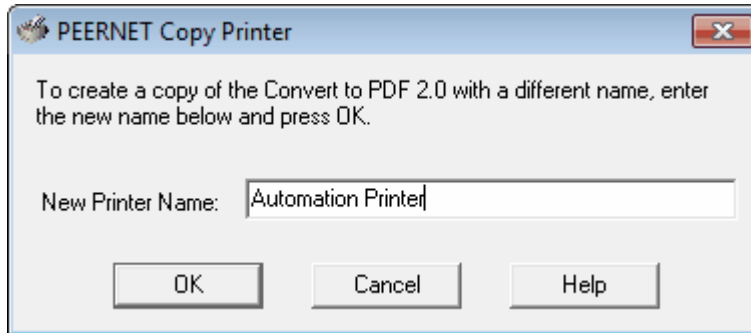 PEERNET Copy Printer
To create a copy of the Convert to PDF 2.0 with a different name, enter
the new name below and press OK.
New Printer Name: Automation Printer
OK Cancel Help